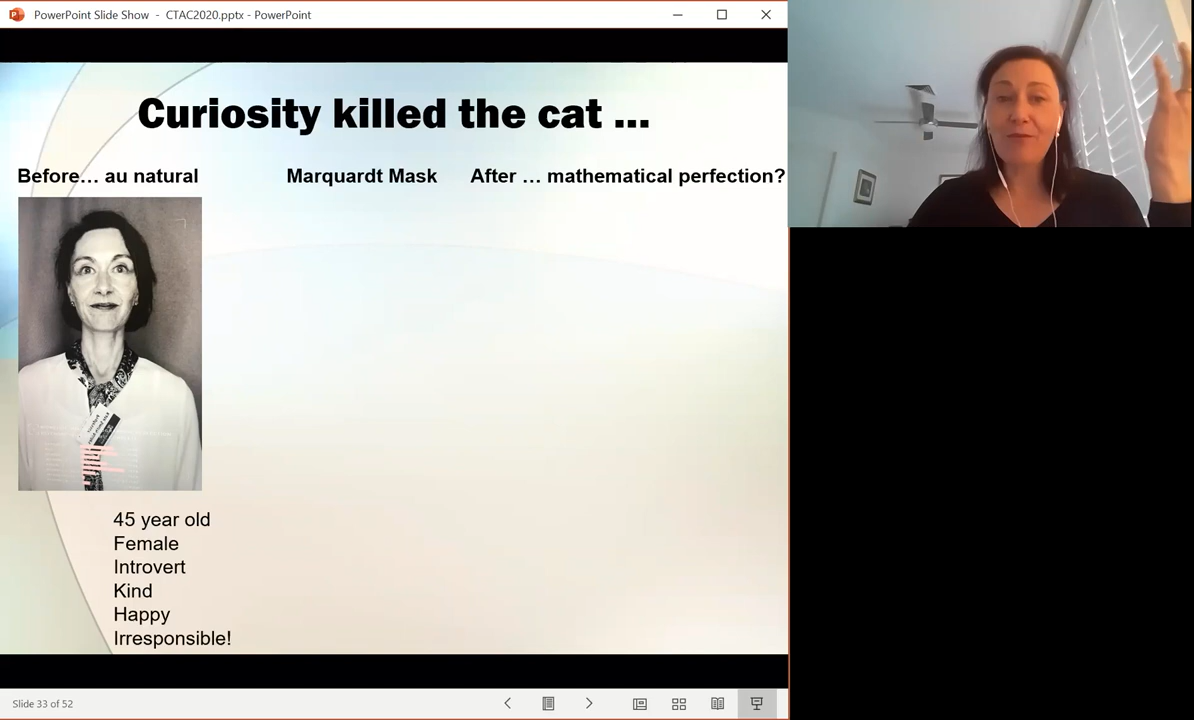 PowerPoint Slide Show - CTAC2020.pptx - PowerPoint
Curiosity killed the cat ...
Before... au natural
Marquardt Mask
After ... mathematical perfection?
45 year old
Female
Introvert
Kind
Happy
Irresponsible!
Slide 33 of 52